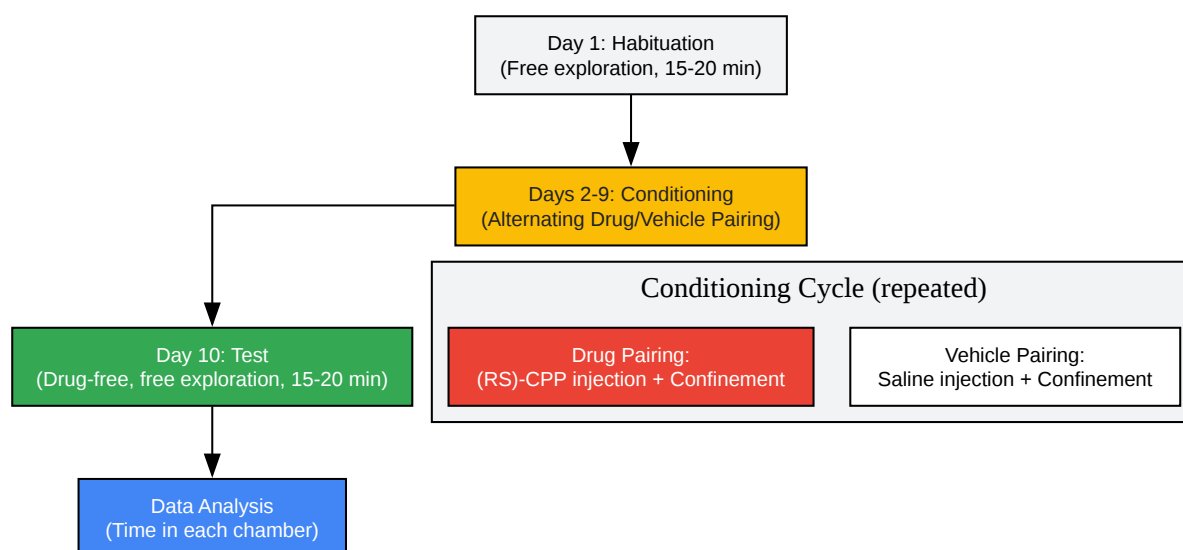 Day 1: Habituation
(Free exploration, 15-20 min)
Days 2-9: Conditioning
(Alternating Drug/Vehicle Pairing)
Conditioning Cycle (repeated)
Drug Pairing:
(RS)-CPP injection + Confinement
Vehicle Pairing:
Saline injection + Confinement
Day 10: Test
(Drug-free, free exploration, 15-20 min)
Data Analysis
(Time in each chamber)